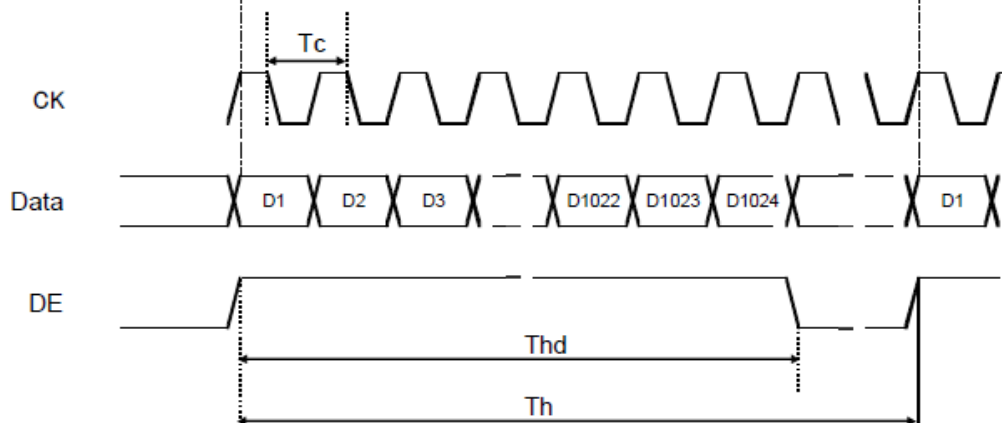 Tc
CK
Data D1 D2 D3 D1022 D1023 D1024 D1
DE
Thd
Th